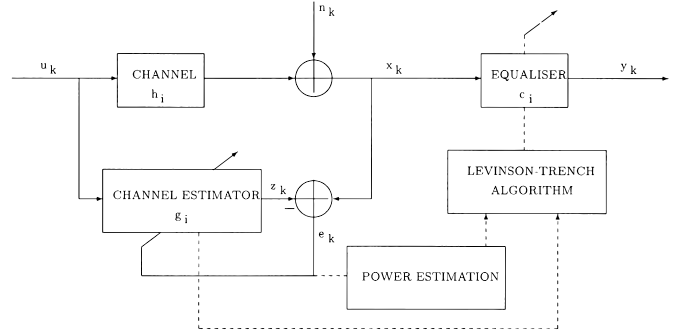 n k
u k
CHANNEL
h i
x k
EQUALISER
c i
y k
LEVINSON-TRENCH
ALGORITHM
CHANNEL ESTIMATOR
g i
z k
−
e k
POWER ESTIMATION